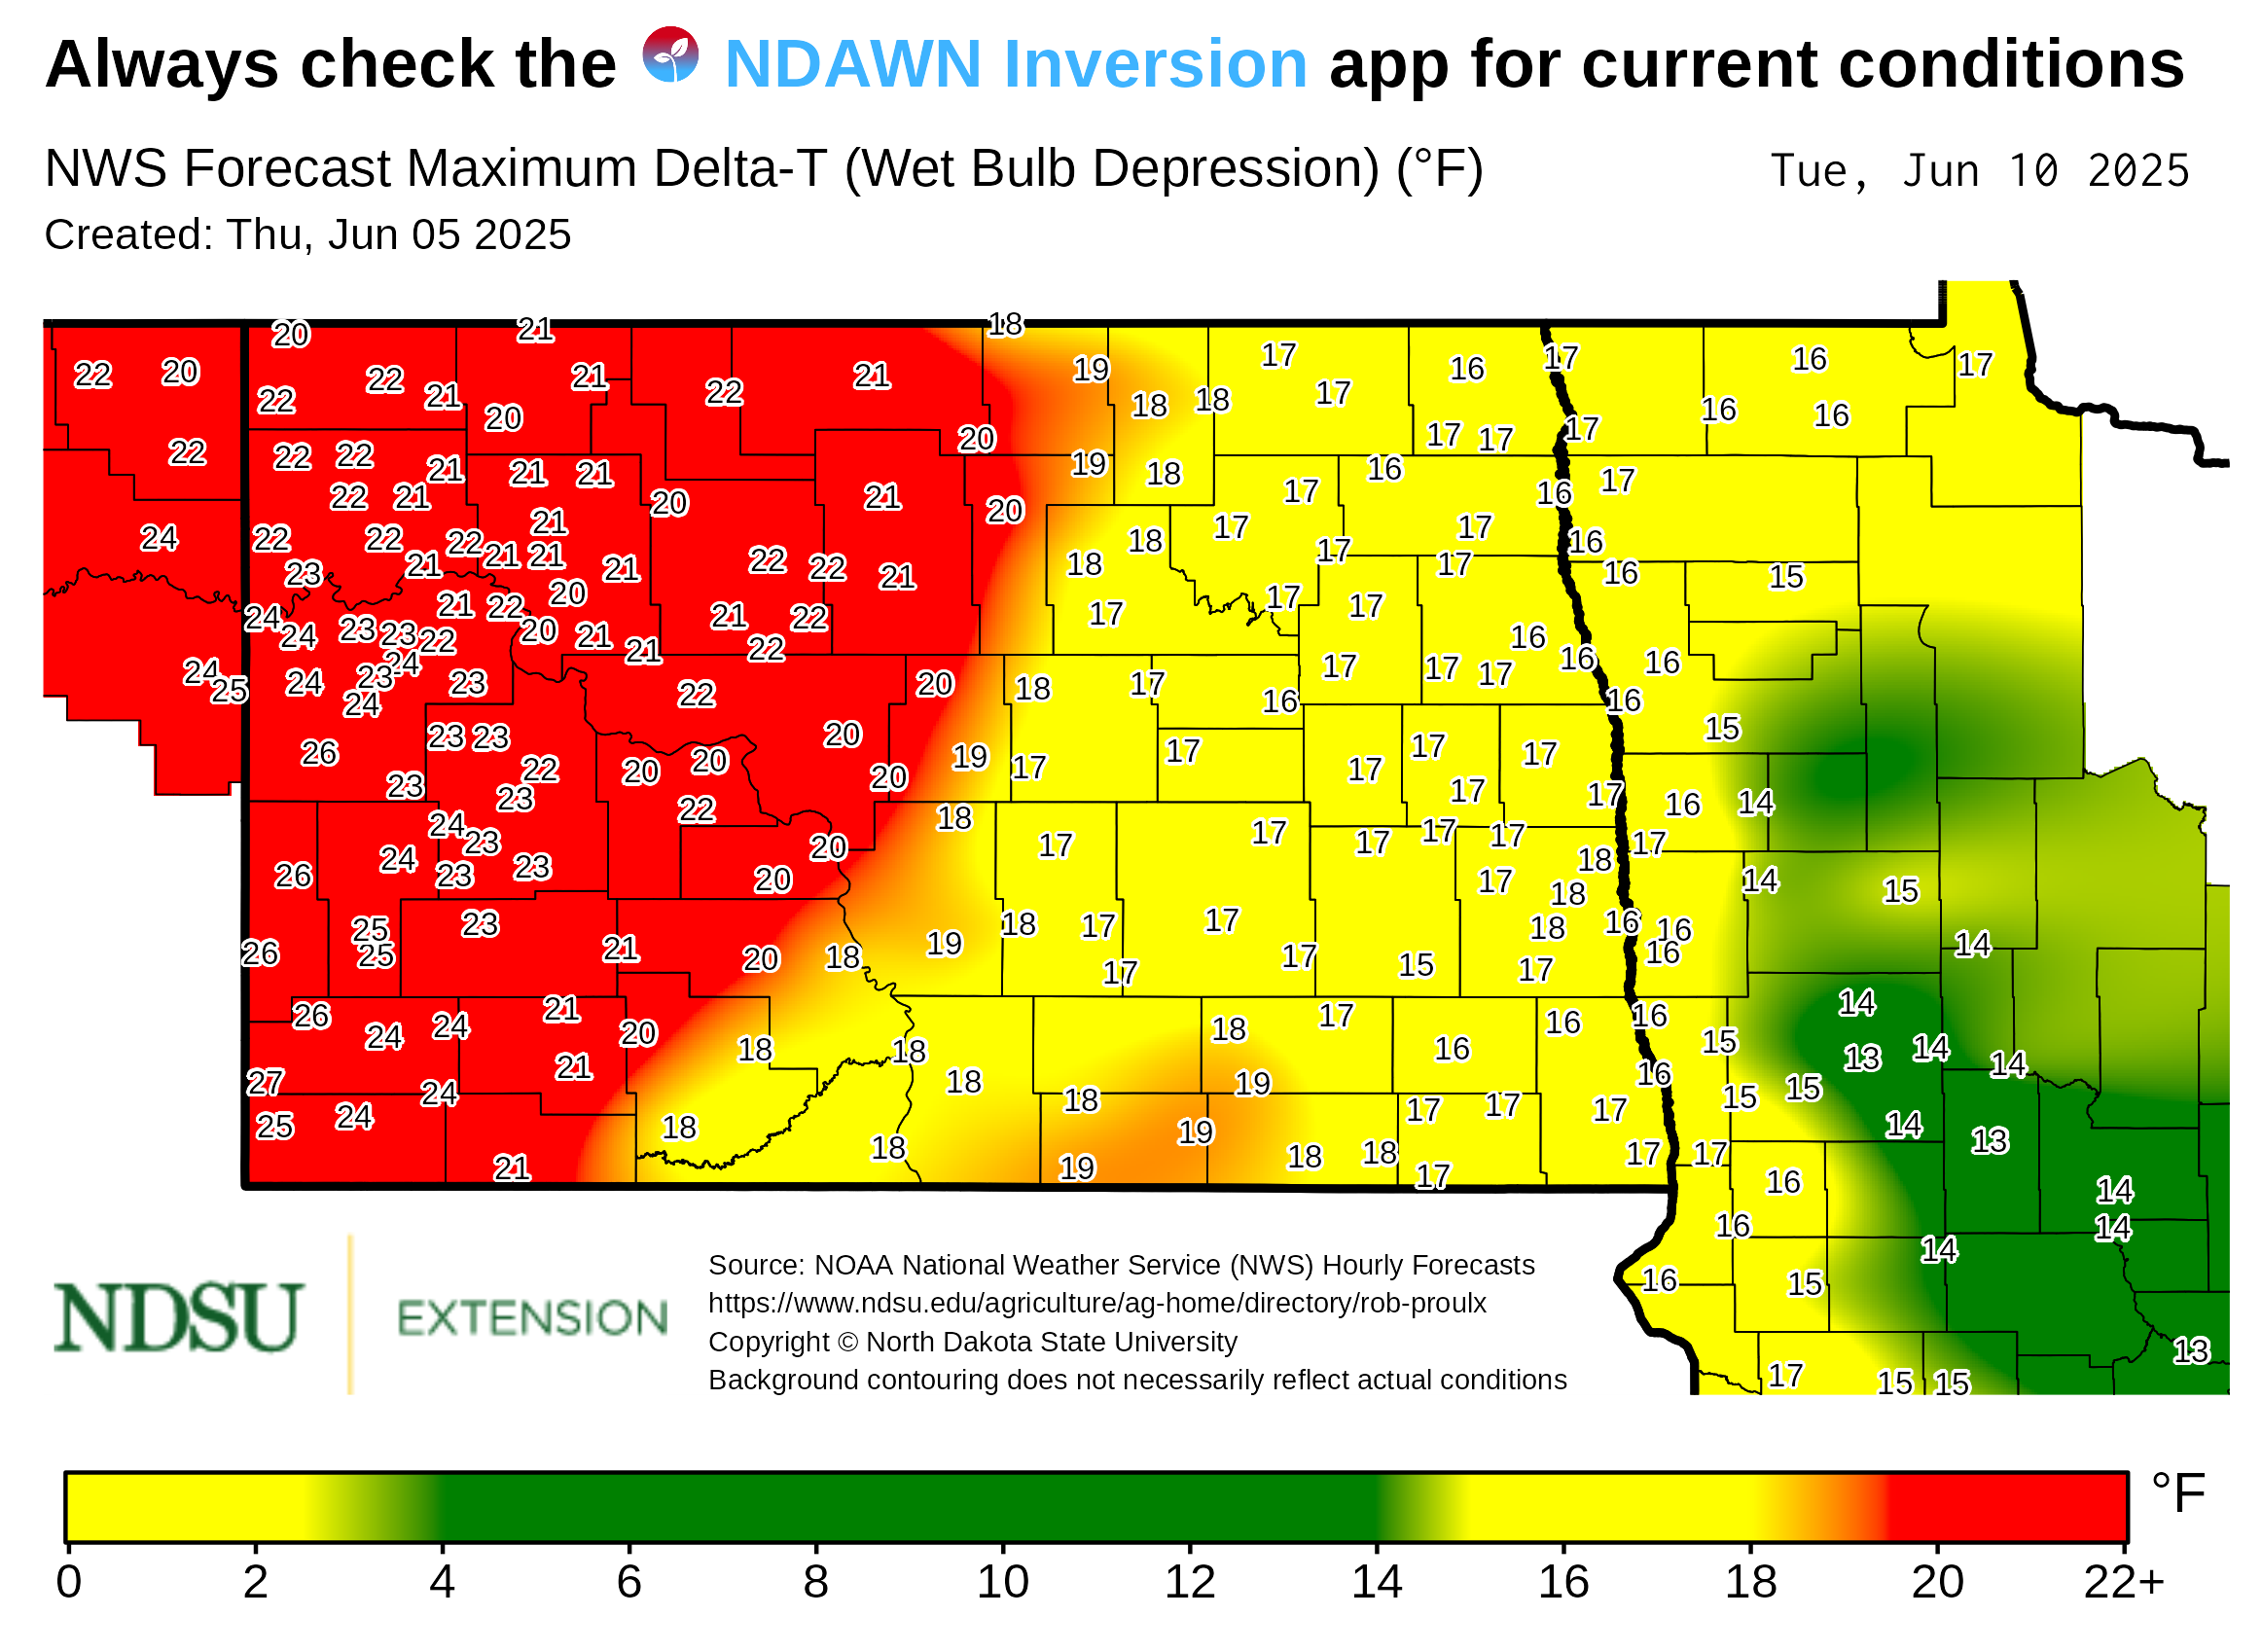 Always check the NDAWN Inversion app for current conditions
NWS Forecast Maximum Delta-T (Wet Bulb Depression) (°F) Tue, Jun 10 2025
Created: Thu, Jun 05 2025
20 21 18
22 20 22 21 21 22 21 19 17 16 17 16 17
22 20 18 18 17 16 16
22 22 22 21 21 21 20 19 18 17 17 17
22 21 20 21 20 17 16 16 17
24 22 22 22 21 21 21 18 17 17 17 16
23 21 21 22 22 21 18 17 16 15
24 21 22 20 21 22 17 17 17
24 23 23 22 20 21 21 22 16
24 25 24 23 24 23 22 20 18 17 17 17 17 16 16
24 16 16
26 23 23 22 20 20 20 19 17 17 17 17 15
23 23 22 20 18 17 17 17 16 14
24 23 20 17 17 17 17 17 17
26 24 23 23 20 17 18 14 15
26 25 25 23 21 20 18 19 18 17 17 17 18 18 16 16 14
17 15 17 16
26 24 24 21 20 18 18 18 17 16 16 15 14
27 24 21 18 19 16 13 14 14
25 24 18 18 19 17 17 17 15 15 14 13
21 18 19 18 18 17 17 17 16 14
16 14 14
16 15
17 15 15 13
NDSU EXTENSION
Source: NOAA National Weather Service (NWS) Hourly Forecasts
https://www.ndsu.edu/agriculture/ag-home/directory/rob-proulx
Copyright © North Dakota State University
Background contouring does not necessarily reflect actual conditions
°F
0 2 4 6 8 10 12 14 16 18 20 22+